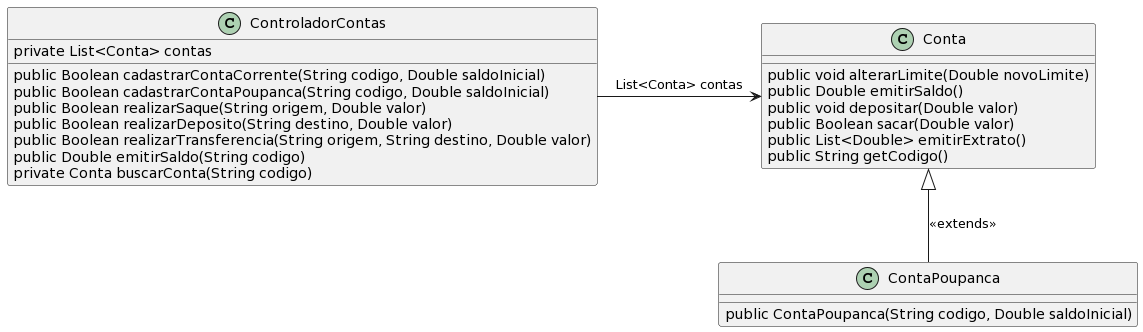 C ControladorContas
private List<Conta> contas
public Boolean cadastrarContaCorrente(String codigo, Double saldoInicial)
public Boolean cadastrarContaPoupanca(String codigo, Double saldoInicial)
public Boolean realizarSaque(String origem, Double valor)
public Boolean realizarDeposito(String destino, Double valor)
public Boolean realizarTransferencia(String origem, String destino, Double valor)
public Double emitirSaldo(String codigo)
private Conta buscarConta(String codigo)
List<Conta> contas
C Conta
public void alterarLimite(Double novoLimite)
public Double emitirSaldo()
public void depositar(Double valor)
public Boolean sacar(Double valor)
public List<Double> emitirExtrato()
public String getCodigo()
«extends»
C ContaPoupanca
public ContaPoupanca(String codigo, Double saldoInicial)